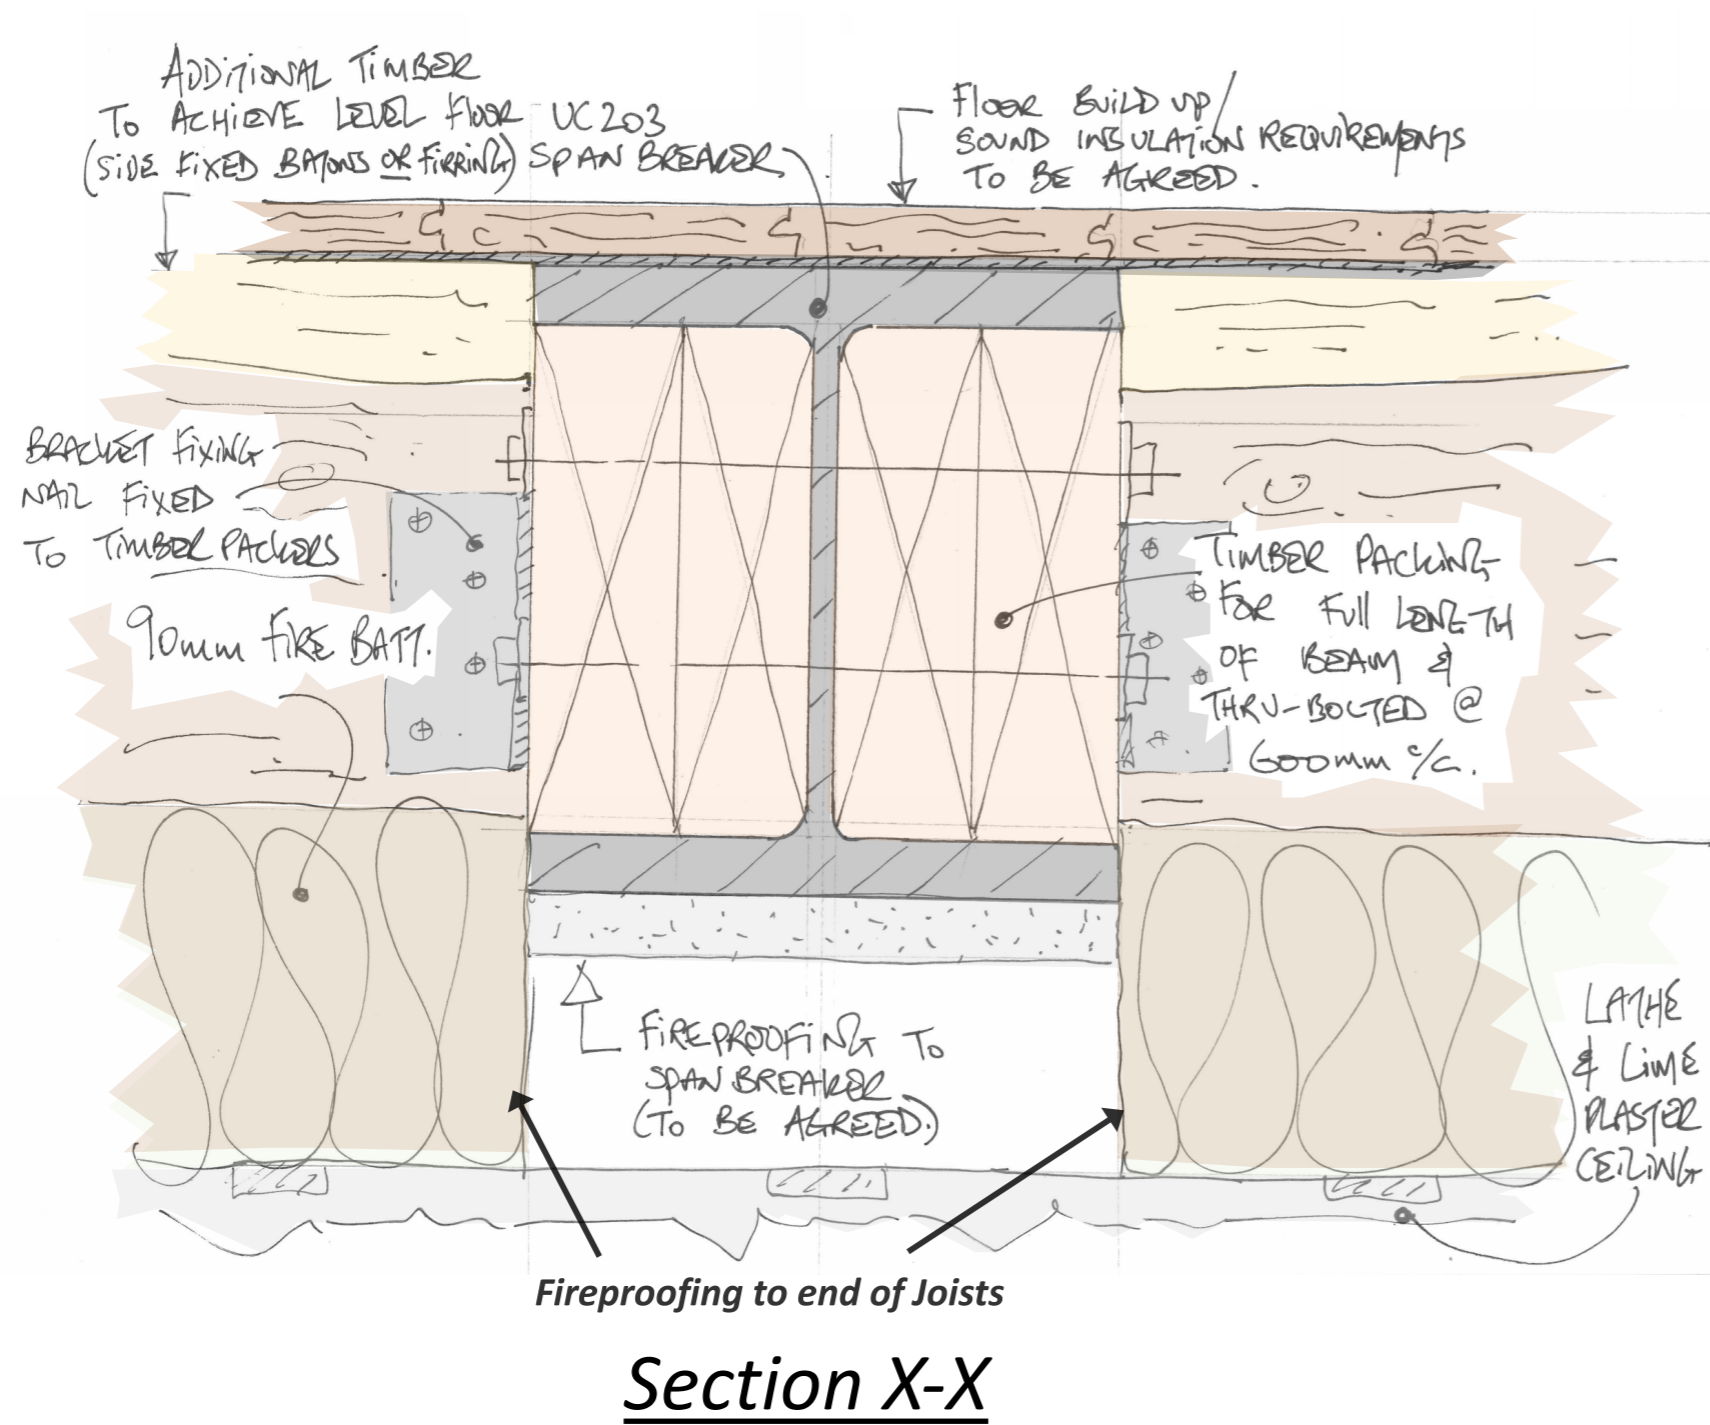 ADDITIONAL TIMBER
TO ACHIEVE LEVEL FLOOR
(SIDE FIXED BATONS OR FIRRING)
UC203
SPAN BREAKER
FLOOR BUILD UP/
SOUND INSULATION REQUIREMENTS
TO BE AGREED.
BRACKET FIXING
NAIL FIXED
TO TIMBER PACKERS
90mm FIRE BATT.
TIMBER PACKING
FOR FULL LENGTH
OF BEAM &
THRU-BOLTED @
600mm c/c.
FIREPROOFING TO
SPAN BREAKER
(TO BE AGREED.)
LATHE
& LIME
PLASTER
CEILING
Fireproofing to end of Joists
Section X-X